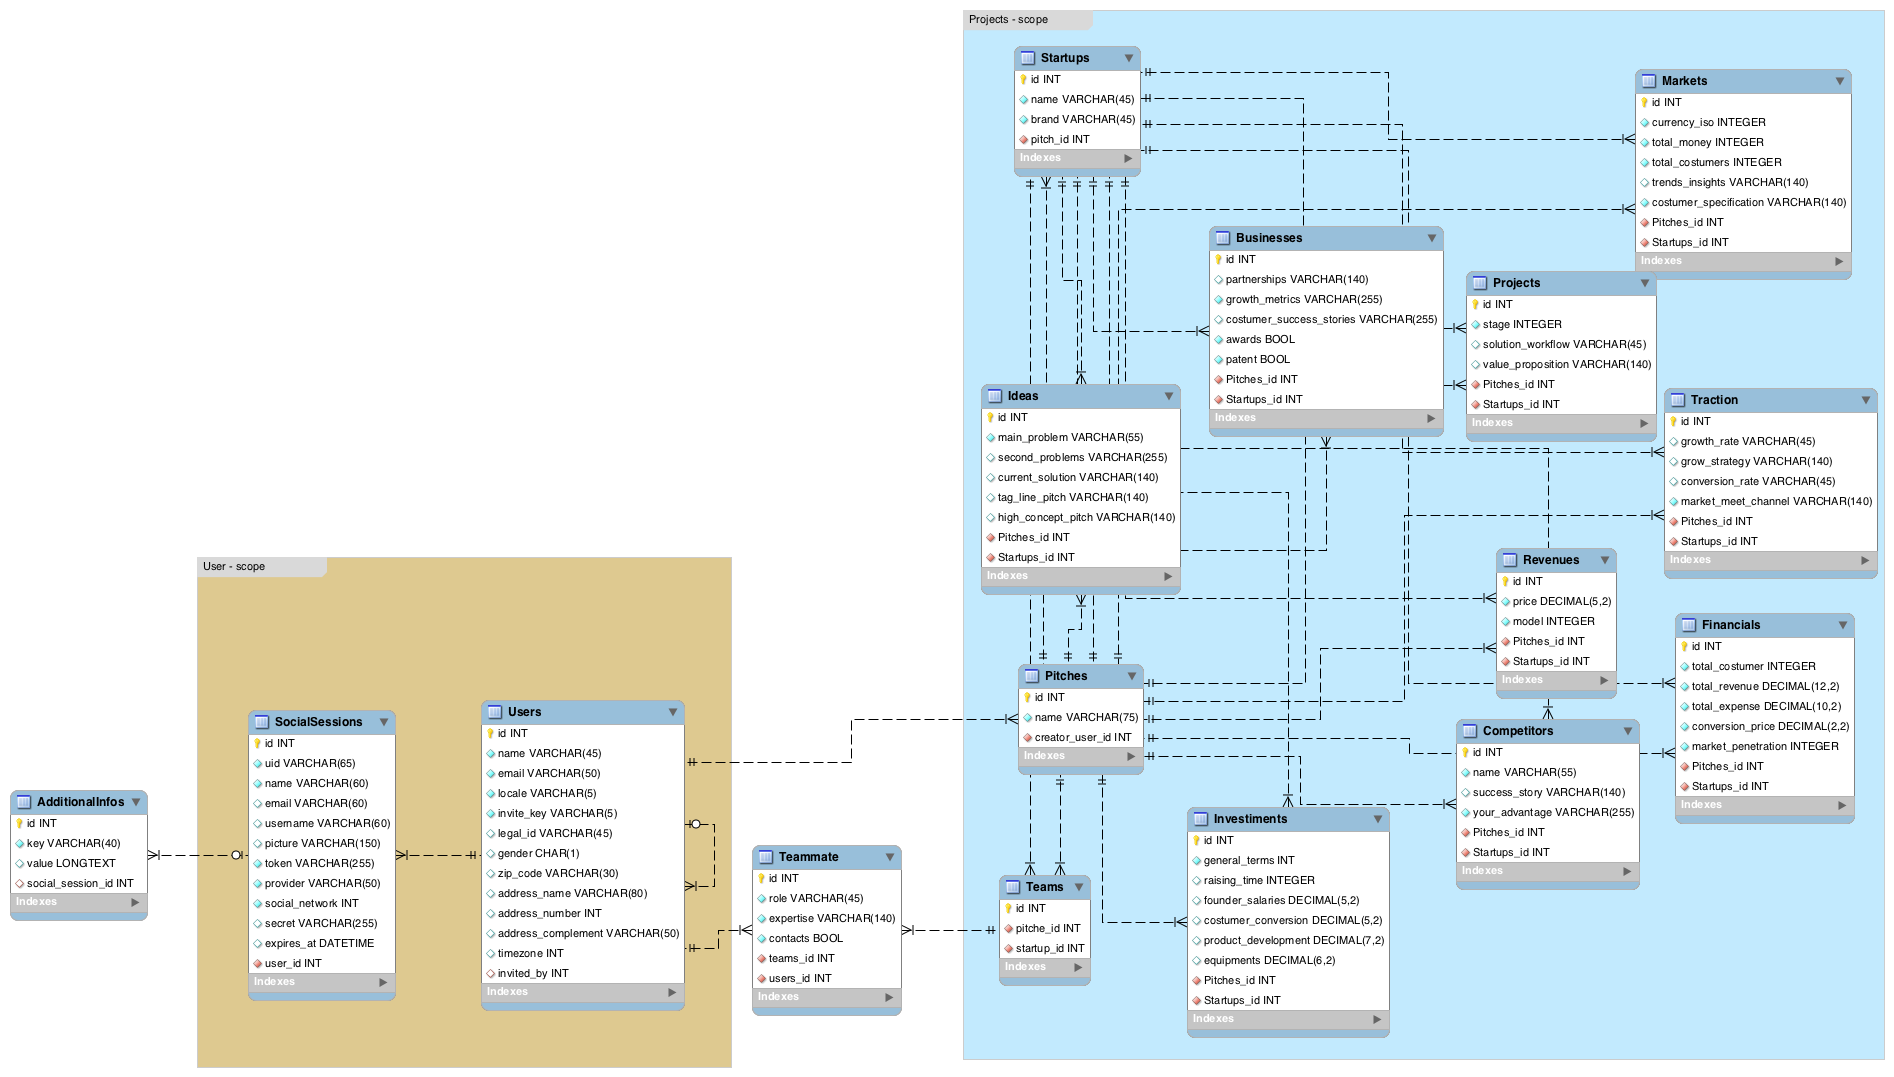 Projects - scope
Startups
id INT
name VARCHAR(45)
brand VARCHAR(45)
pitch_id INT
Indexes
Markets
id INT
currency_iso INTEGER
total_money INTEGER
total_costumers INTEGER
trends_insights VARCHAR(140)
costumer_specification VARCHAR(140)
Pitches_id INT
Startups_id INT
Indexes
Businesses
id INT
partnerships VARCHAR(140)
growth_metrics VARCHAR(255)
costumer_success_stories VARCHAR(255)
awards BOOL
patent BOOL
Pitches_id INT
Startups_id INT
Indexes
Projects
id INT
stage INTEGER
solution_workflow VARCHAR(45)
value_proposition VARCHAR(140)
Pitches_id INT
Startups_id INT
Indexes
Ideas
id INT
main_problem VARCHAR(55)
second_problems VARCHAR(255)
current_solution VARCHAR(140)
tag_line_pitch VARCHAR(140)
high_concept_pitch VARCHAR(140)
Pitches_id INT
Startups_id INT
Indexes
Traction
id INT
growth_rate VARCHAR(45)
grow_strategy VARCHAR(140)
conversion_rate VARCHAR(45)
market_meet_channel VARCHAR(140)
Pitches_id INT
Startups_id INT
Indexes
Revenues
id INT
price DECIMAL(5,2)
model INTEGER
Pitches_id INT
Startups_id INT
Indexes
Financials
id INT
total_costumer INTEGER
total_revenue DECIMAL(12,2)
total_expense DECIMAL(10,2)
conversion_price DECIMAL(2,2)
market_penetration INTEGER
Pitches_id INT
Startups_id INT
Indexes
Pitches
id INT
name VARCHAR(75)
creator_user_id INT
Indexes
Competitors
id INT
name VARCHAR(55)
success_story VARCHAR(140)
your_advantage VARCHAR(255)
Pitches_id INT
Startups_id INT
Indexes
Investiments
id INT
general_terms INT
raising_time INTEGER
founder_salaries DECIMAL(5,2)
costumer_conversion DECIMAL(5,2)
product_development DECIMAL(7,2)
equipments DECIMAL(6,2)
Pitches_id INT
Startups_id INT
Indexes
Teams
id INT
pitche_id INT
startup_id INT
Indexes
User - scope
SocialSessions
id INT
uid VARCHAR(65)
name VARCHAR(60)
email VARCHAR(60)
username VARCHAR(60)
picture VARCHAR(150)
token VARCHAR(255)
provider VARCHAR(50)
social_network INT
secret VARCHAR(255)
expires_at DATETIME
user_id INT
Indexes
Users
id INT
name VARCHAR(45)
email VARCHAR(50)
locale VARCHAR(5)
invite_key VARCHAR(5)
legal_id VARCHAR(45)
gender CHAR(1)
zip_code VARCHAR(30)
address_name VARCHAR(80)
address_number INT
address_complement VARCHAR(50)
timezone INT
invited_by INT
Indexes
AdditionalInfos
id INT
key VARCHAR(40)
value LONGTEXT
social_session_id INT
Indexes
Teammate
id INT
role VARCHAR(45)
expertise VARCHAR(140)
contacts BOOL
teams_id INT
users_id INT
Indexes